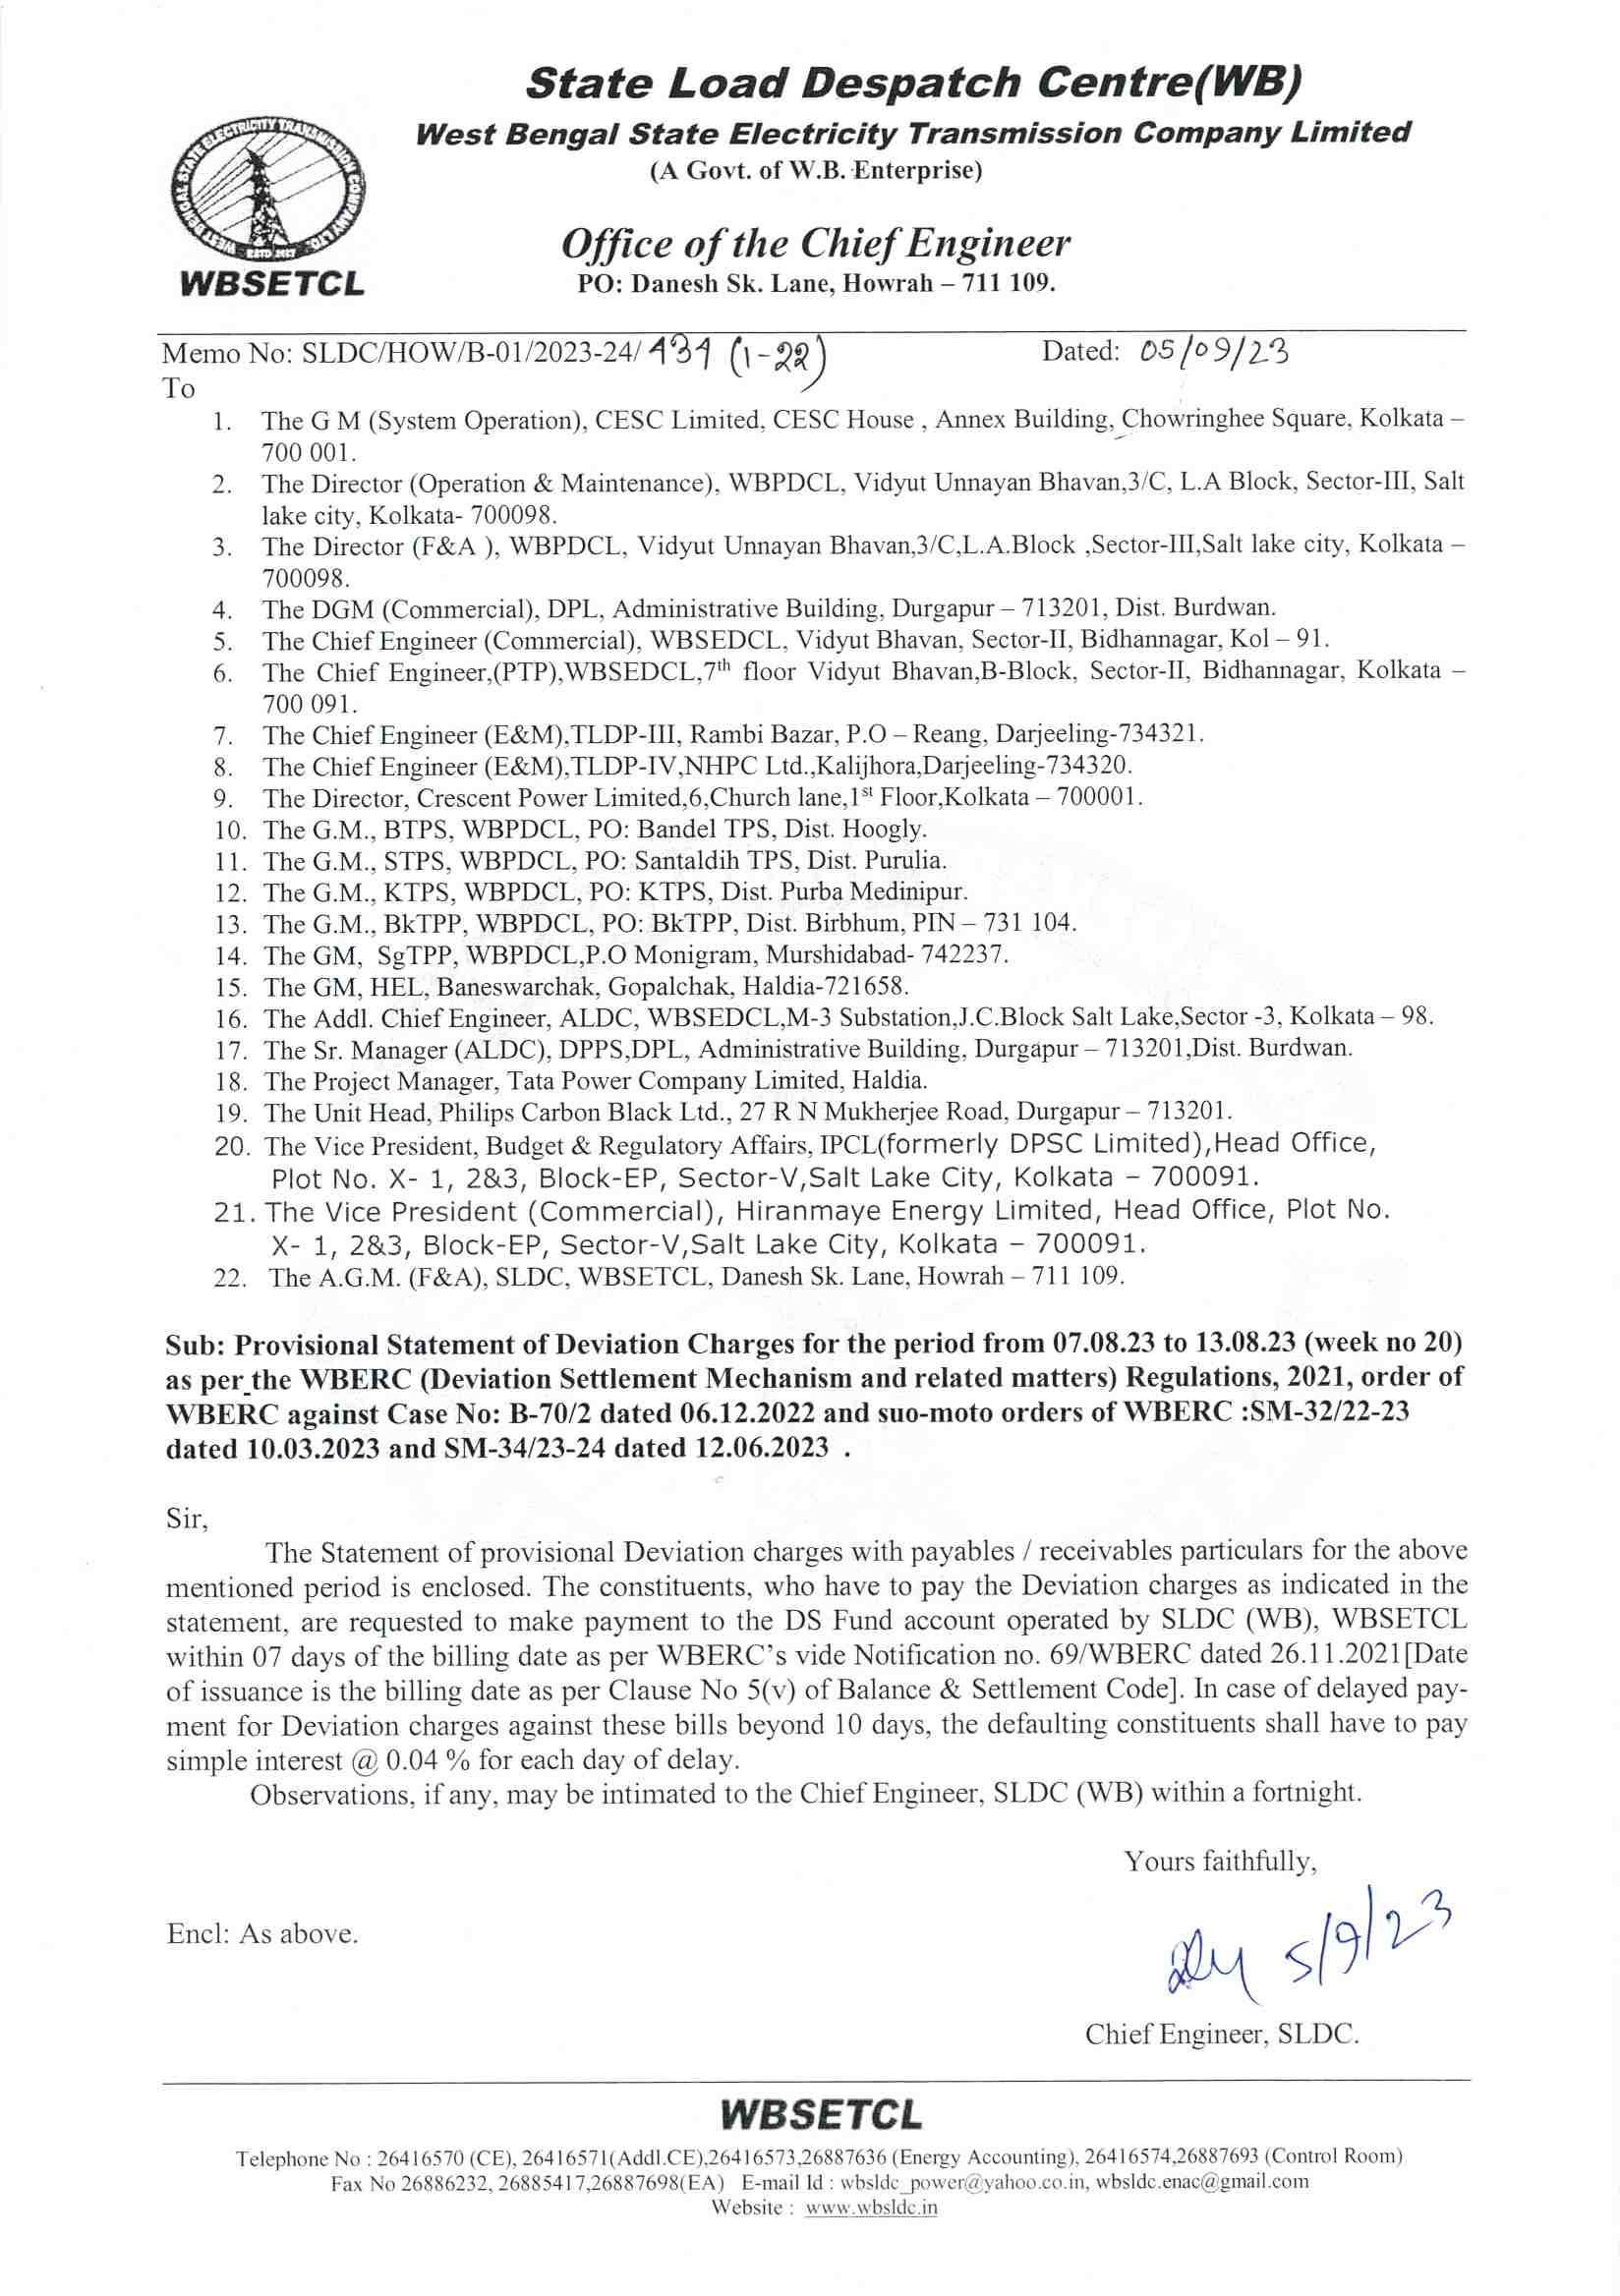 State Load Despatch Centre(WB)
West Bengal State Electricity Transmission Company Limited
(A Govt. of W.B. Enterprise)
WEST BENGAL STATE ELECTRICITY TRANSMISSION COMPANY LTD.
WBSETCL
Office of the Chief Engineer
PO: Danesh Sk. Lane, Howrah – 711 109.
Memo No: SLDC/HOW/B-01/2023-24/ (1-22) Dated: 05/09/23
To
1. The G M (System Operation), CESC Limited, CESC House , Annex Building, Chowringhee Square, Kolkata –
700 001.
2. The Director (Operation & Maintenance), WBPDCL, Vidyut Unnayan Bhavan,3/C, L.A Block, Sector-III, Salt
lake city, Kolkata- 700098.
3. The Director (F&A ), WBPDCL, Vidyut Unnayan Bhavan,3/C,L.A.Block ,Sector-III,Salt lake city, Kolkata –
700098.
4. The DGM (Commercial), DPL, Administrative Building, Durgapur – 713201, Dist. Burdwan.
5. The Chief Engineer (Commercial), WBSEDCL, Vidyut Bhavan, Sector-II, Bidhannagar, Kol – 91.
6. The Chief Engineer,(PTP),WBSEDCL,7th floor Vidyut Bhavan,B-Block, Sector-II, Bidhannagar, Kolkata –
700 091.
7. The Chief Engineer (E&M),TLDP-III, Rambi Bazar, P.O – Reang, Darjeeling-734321.
8. The Chief Engineer (E&M),TLDP-IV,NHPC Ltd.,Kalijhora,Darjeeling-734320.
9. The Director, Crescent Power Limited,6,Church lane,1st Floor,Kolkata – 700001.
10. The G.M., BTPS, WBPDCL, PO: Bandel TPS, Dist. Hoogly.
11. The G.M., STPS, WBPDCL, PO: Santaldih TPS, Dist. Purulia.
12. The G.M., KTPS, WBPDCL, PO: KTPS, Dist. Purba Medinipur.
13. The G.M., BkTPP, WBPDCL, PO: BkTPP, Dist. Birbhum, PIN – 731 104.
14. The GM, SgTPP, WBPDCL,P.O Monigram, Murshidabad- 742237.
15. The GM, HEL, Baneswarchak, Gopalchak, Haldia-721658.
16. The Addl. Chief Engineer, ALDC, WBSEDCL,M-3 Substation,J.C.Block Salt Lake,Sector -3, Kolkata – 98.
17. The Sr. Manager (ALDC), DPPS,DPL, Administrative Building, Durgapur – 713201,Dist. Burdwan.
18. The Project Manager, Tata Power Company Limited, Haldia.
19. The Unit Head, Philips Carbon Black Ltd., 27 R N Mukherjee Road, Durgapur – 713201.
20. The Vice President, Budget & Regulatory Affairs, IPCL(formerly DPSC Limited),Head Office,
Plot No. X- 1, 2&3, Block-EP, Sector-V,Salt Lake City, Kolkata – 700091.
21. The Vice President (Commercial), Hiranmaye Energy Limited, Head Office, Plot No.
X- 1, 2&3, Block-EP, Sector-V,Salt Lake City, Kolkata – 700091.
22. The A.G.M. (F&A), SLDC, WBSETCL, Danesh Sk. Lane, Howrah – 711 109.
Sub: Provisional Statement of Deviation Charges for the period from 07.08.23 to 13.08.23 (week no 20)
as per the WBERC (Deviation Settlement Mechanism and related matters) Regulations, 2021, order of
WBERC against Case No: B-70/2 dated 06.12.2022 and suo-moto orders of WBERC :SM-32/22-23
dated 10.03.2023 and SM-34/23-24 dated 12.06.2023 .
Sir,
The Statement of provisional Deviation charges with payables / receivables particulars for the above
mentioned period is enclosed. The constituents, who have to pay the Deviation charges as indicated in the
statement, are requested to make payment to the DS Fund account operated by SLDC (WB), WBSETCL
within 07 days of the billing date as per WBERC's vide Notification no. 69/WBERC dated 26.11.2021[Date
of issuance is the billing date as per Clause No 5(v) of Balance & Settlement Code]. In case of delayed pay-
ment for Deviation charges against these bills beyond 10 days, the defaulting constituents shall have to pay
simple interest @ 0.04 % for each day of delay.
Observations, if any, may be intimated to the Chief Engineer, SLDC (WB) within a fortnight.
Yours faithfully,
Encl: As above.
5/9/23
Chief Engineer, SLDC.
WBSETCL
Telephone No : 26416570 (CE), 26416571(Addl.CE),26416573,26887636 (Energy Accounting), 26416574,26887693 (Control Room)
Fax No 26886232, 26885417,26887698(EA) E-mail Id : wbsldc_power@yahoo.co.in, wbsldc.enac@gmail.com
Website : www.wbsldc.in